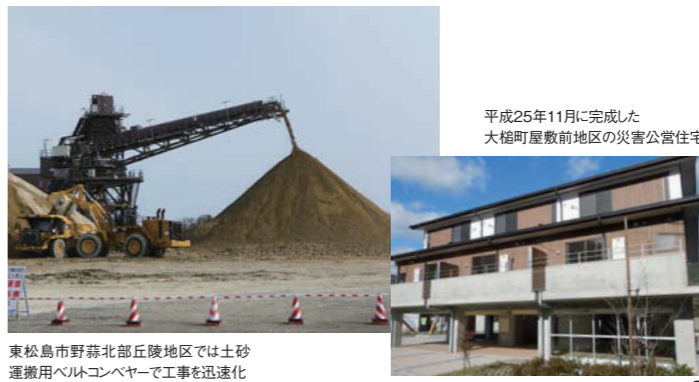 平成25年11月に完成した
大槌町屋敷前地区の災害公営住宅
東松島市野蒜北部丘陵地区では土砂
運搬用ベルトコンベヤーで工事を迅速化